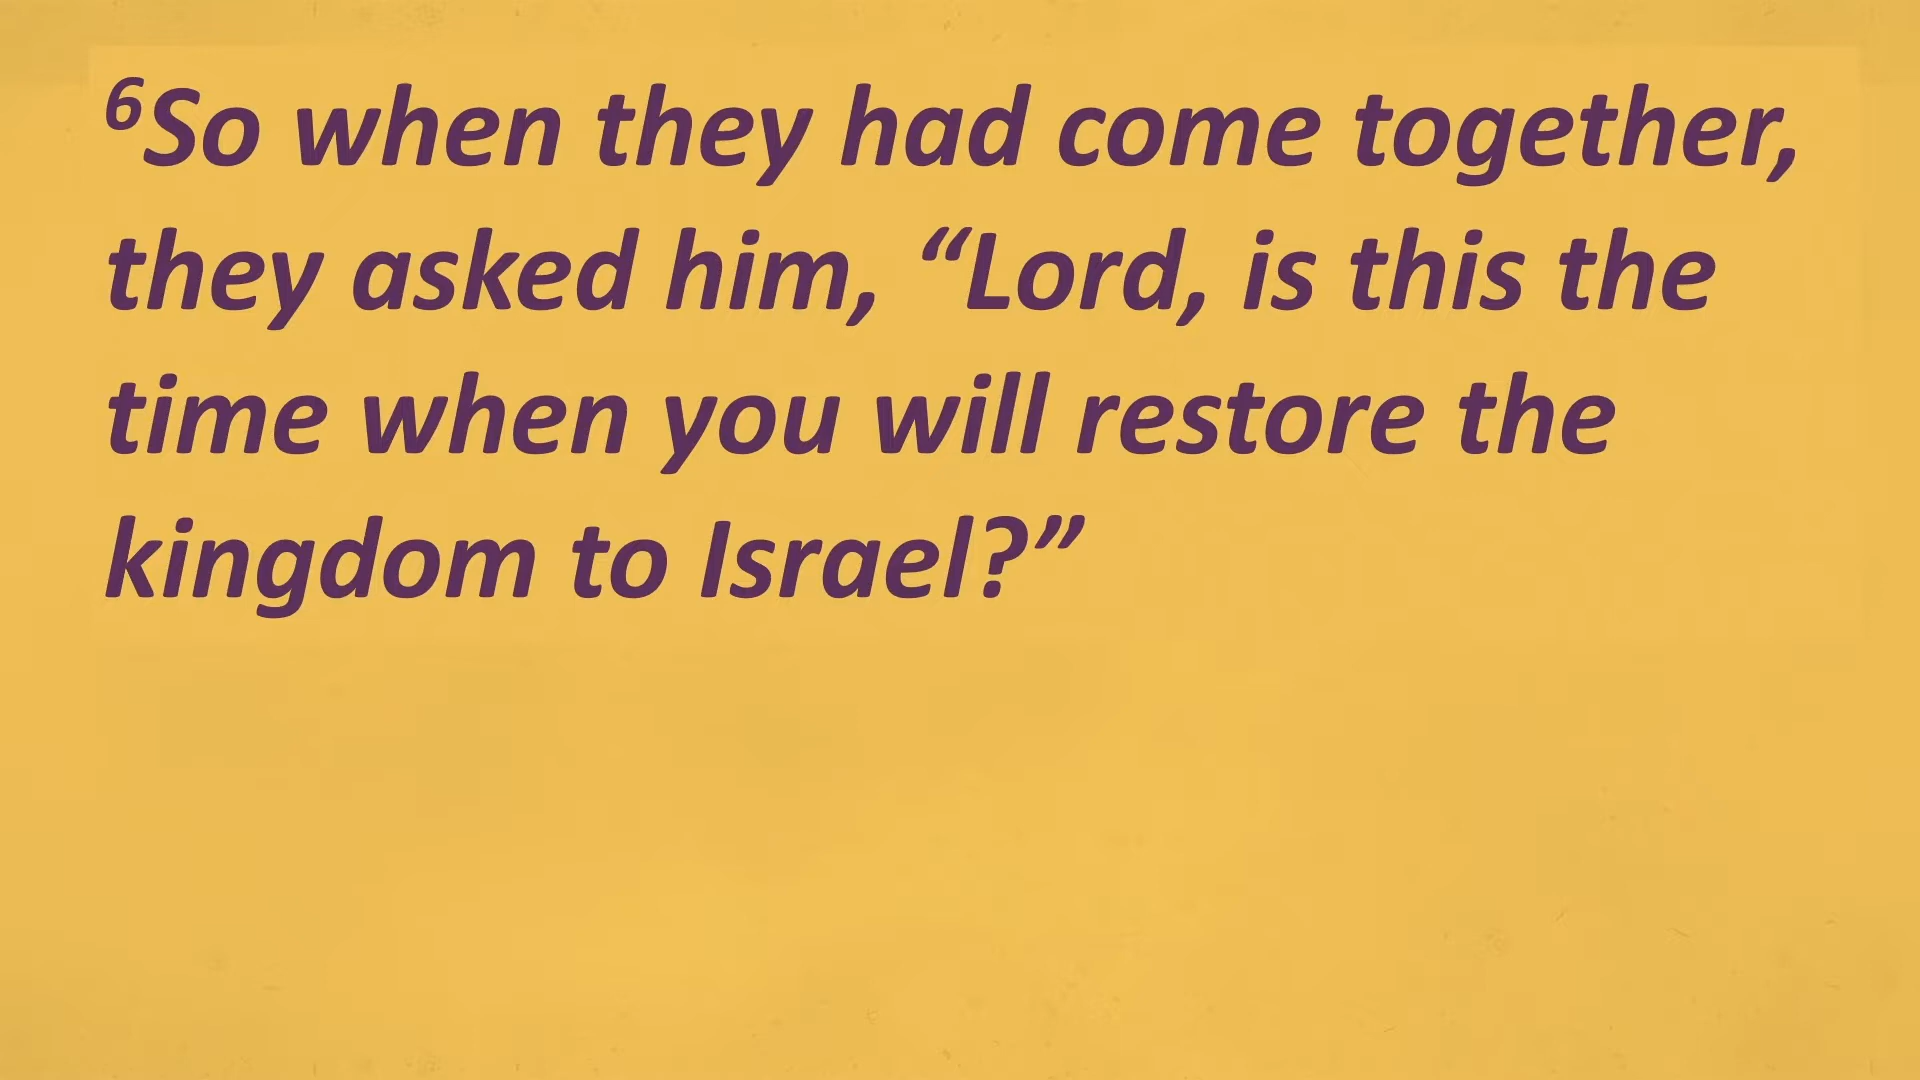 ⁶So when they had come together,
they asked him, “Lord, is this the
time when you will restore the
kingdom to Israel?”